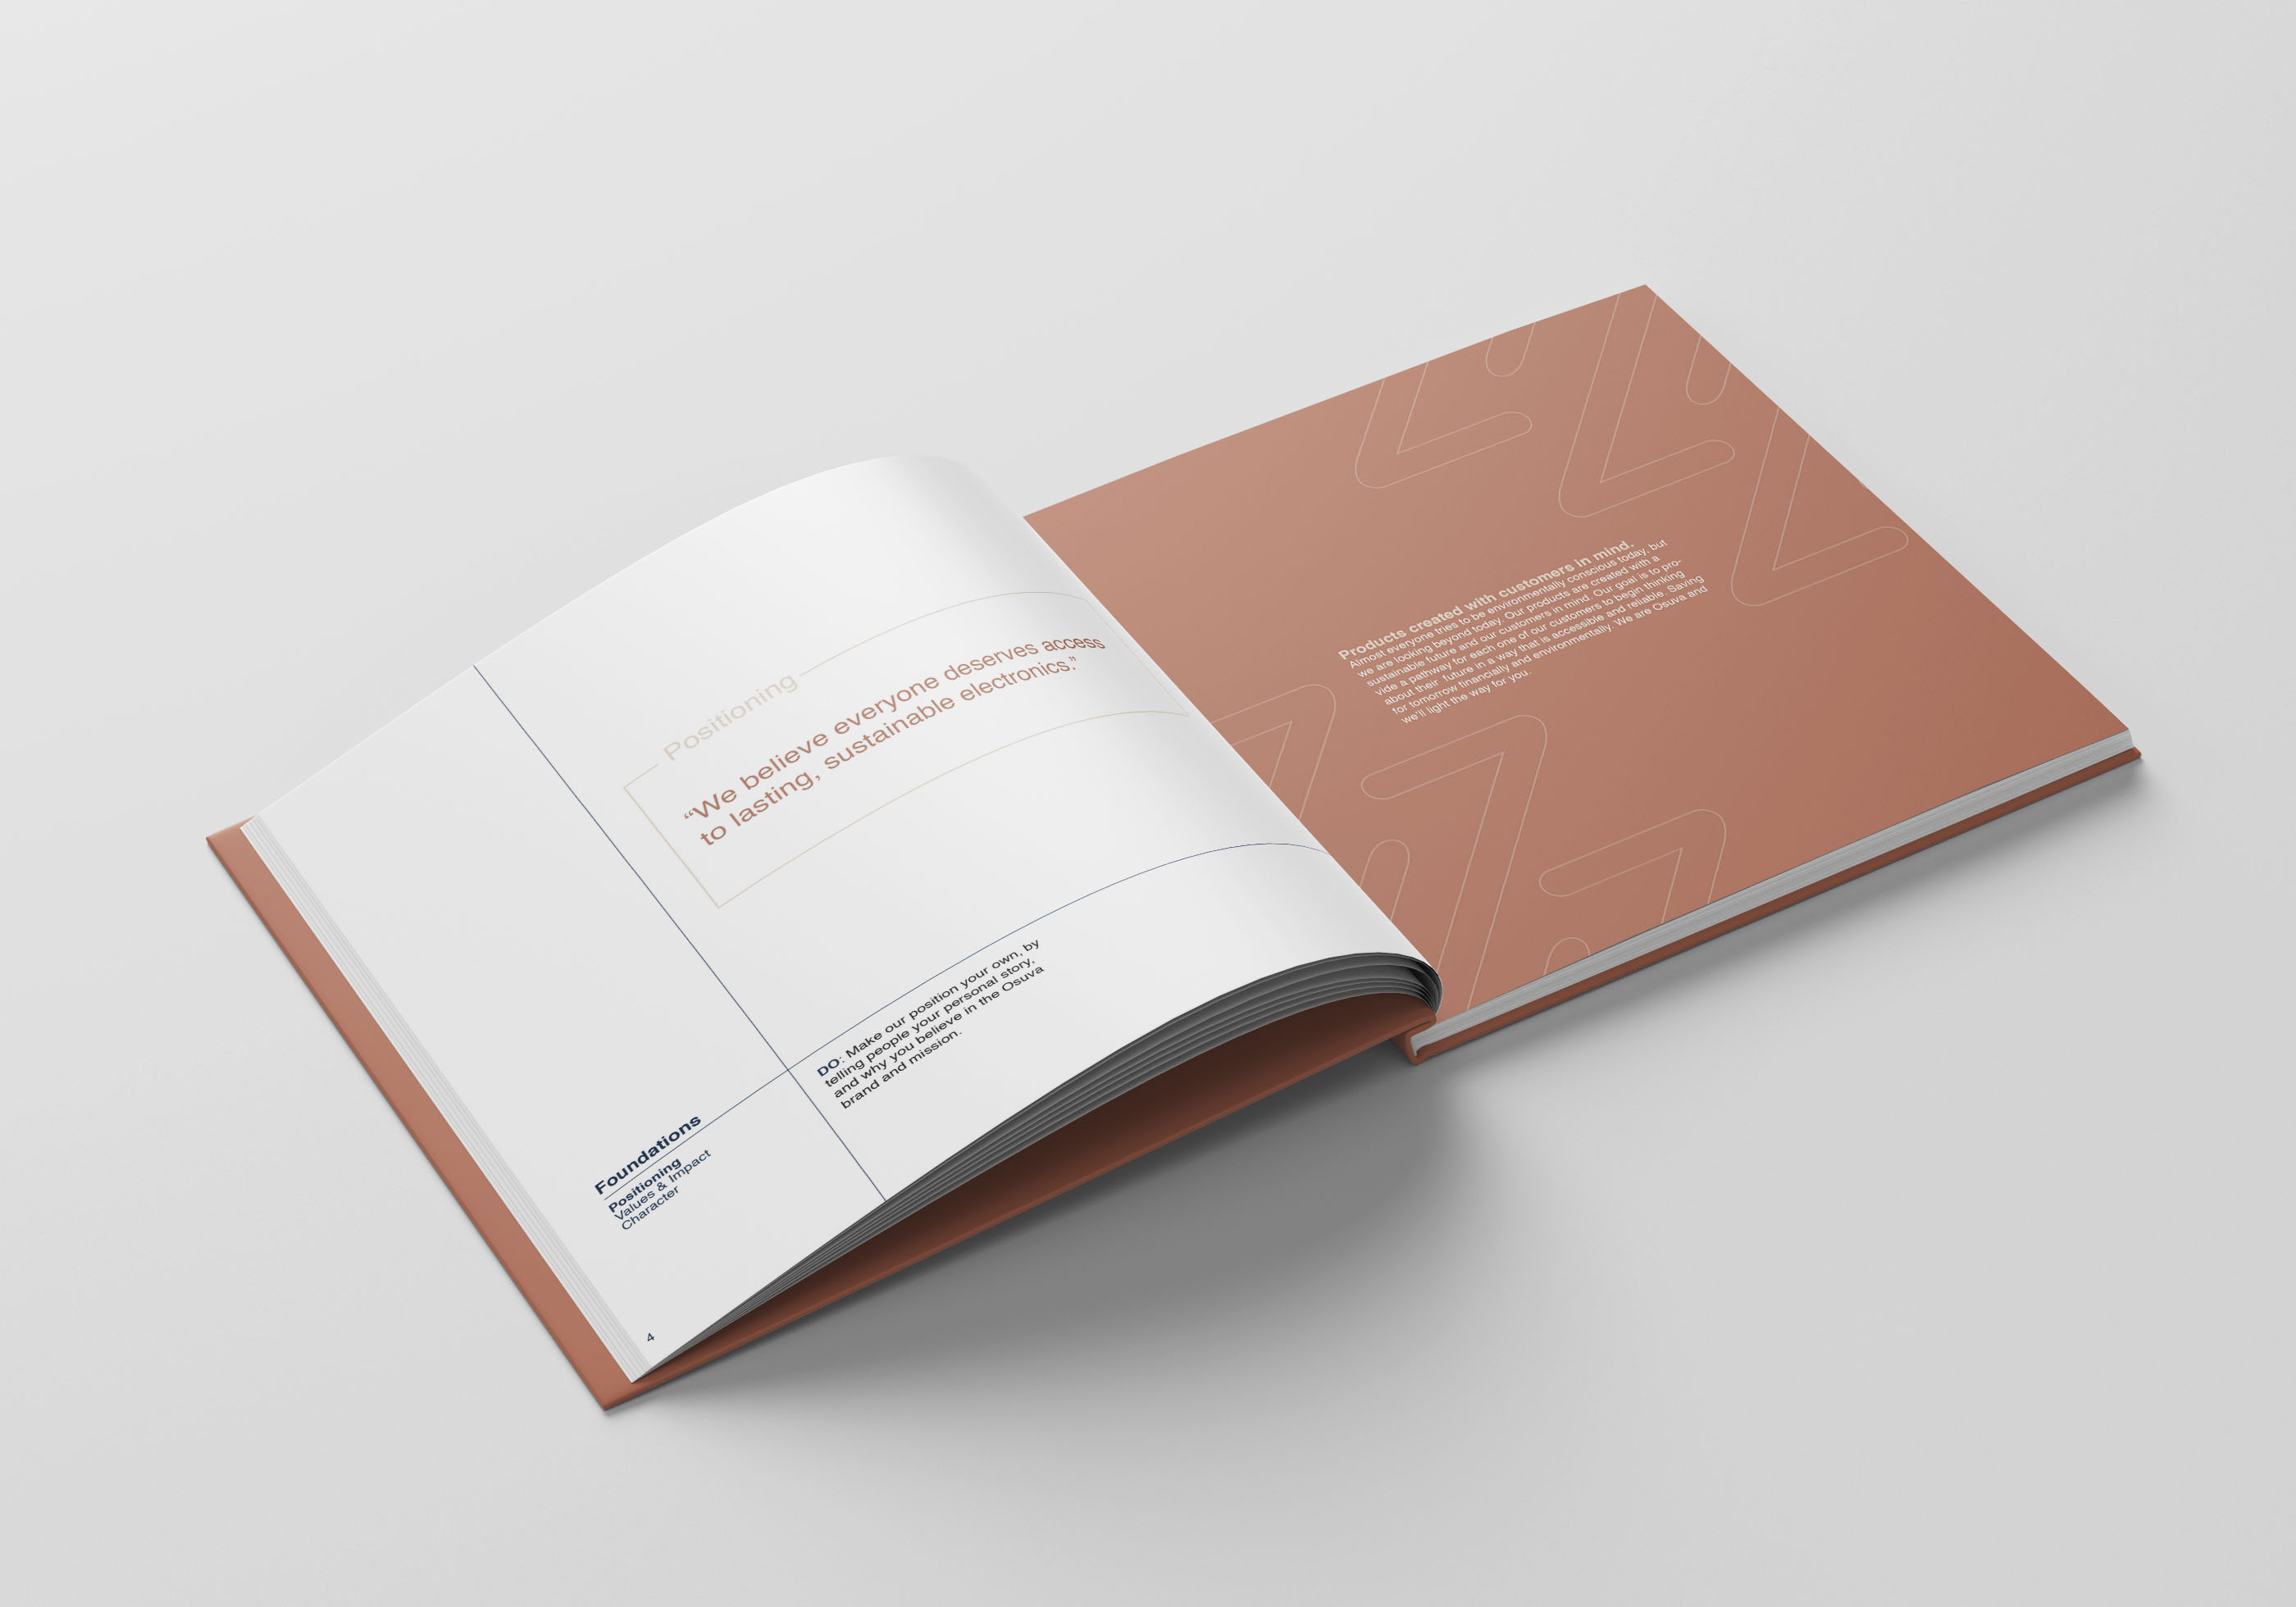 Positioning
“We believe everyone deserves access
to lasting, sustainable electronics.”
DO: Make our position your own, by
telling people your personal story,
and why you believe in the Osuva
brand and mission.
Foundations
Positioning
Values & Impact
Character
4
Products created with customers in mind.
Almost everyone tries to be environmentally conscious today, but
we are looking beyond today. Our products are created with a
sustainable future and our customers in mind. Our goal is to pro-
vide a pathway for each one of our customers to begin thinking
about their future in a way that is accessible and reliable. Saving
for tomorrow financially and environmentally. We are Osuva and
we’ll light the way for you.